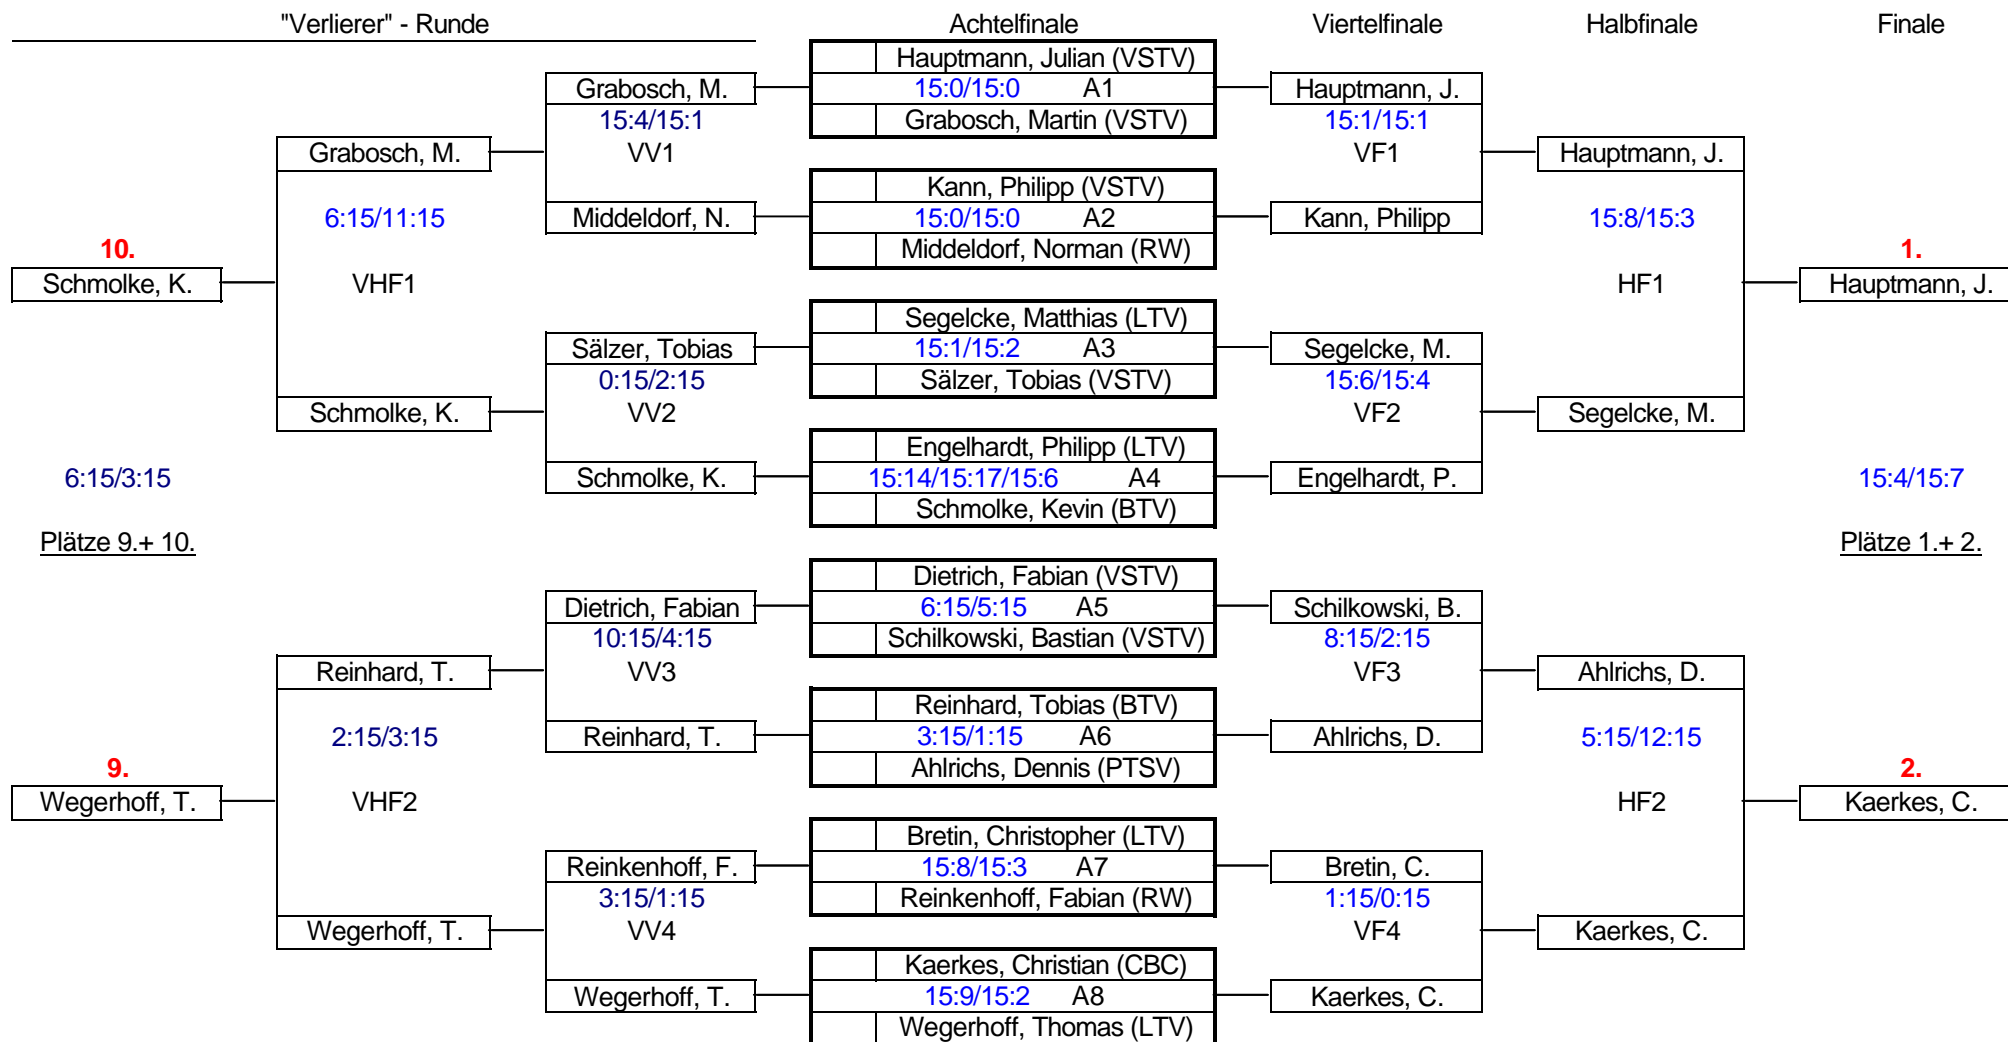 "Verlierer" - Runde Achtelfinale Viertelfinale Halbfinale Finale
Hauptmann, Julian (VSTV)
Grabosch, M. 15:0/15:0 A1 Hauptmann, J.
15:4/15:1 Grabosch, Martin (VSTV) 15:1/15:1
Grabosch, M. VV1 VF1 Hauptmann, J.
Kann, Philipp (VSTV)
6:15/11:15 Middeldorf, N. 15:0/15:0 A2 Kann, Philipp 15:8/15:3
10. Middeldorf, Norman (RW) 1.
Schmolke, K. VHF1 HF1 Hauptmann, J.
Segelcke, Matthias (LTV)
Sälzer, Tobias 15:1/15:2 A3 Segelcke, M.
0:15/2:15 Sälzer, Tobias (VSTV) 15:6/15:4
Schmolke, K. VV2 VF2 Segelcke, M.
Engelhardt, Philipp (LTV)
6:15/3:15 Schmolke, K. 15:14/15:17/15:6 A4 Engelhardt, P. 15:4/15:7
Schmolke, Kevin (BTV)
Plätze 9.+ 10. Plätze 1.+ 2.
Dietrich, Fabian (VSTV)
Dietrich, Fabian 6:15/5:15 A5 Schilkowski, B.
10:15/4:15 Schilkowski, Bastian (VSTV) 8:15/2:15
Reinhard, T. VV3 VF3 Ahlrichs, D.
Reinhard, Tobias (BTV)
2:15/3:15 Reinhard, T. 3:15/1:15 A6 Ahlrichs, D. 5:15/12:15
9. Ahlrichs, Dennis (PTSV) 2.
Wegerhoff, T. VHF2 HF2 Kaerkes, C.
Bretin, Christopher (LTV)
Reinkenhoff, F. 15:8/15:3 A7 Bretin, C.
3:15/1:15 Reinkenhoff, Fabian (RW) 1:15/0:15
Wegerhoff, T. VV4 VF4 Kaerkes, C.
Kaerkes, Christian (CBC)
Wegerhoff, T. 15:9/15:2 A8 Kaerkes, C.
Wegerhoff, Thomas (LTV)